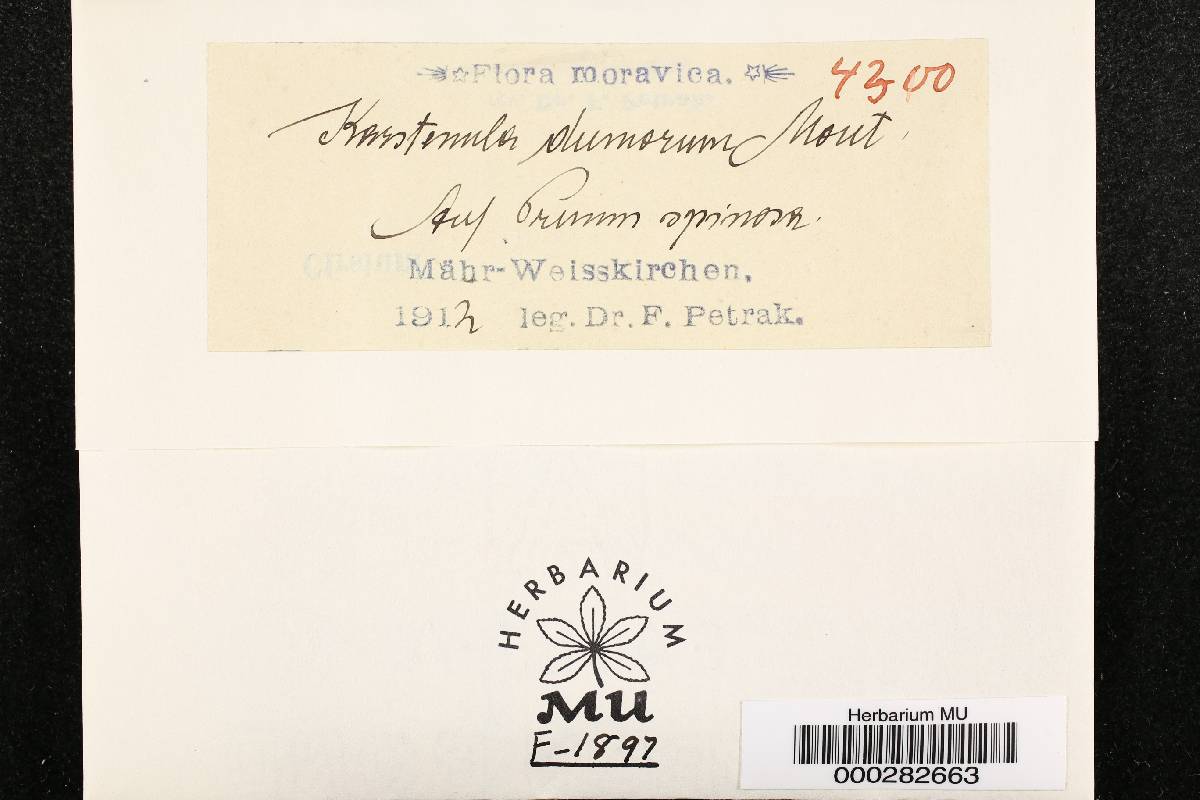 Flora moravica.
4300
Karstenula dumorum Mout.
Auf Prunus spinosa.
Mähr-Weisskirchen,
1912 leg. Dr. F. Petrak.
HERBARIUM
MU
F-1897
Herbarium MU
000282663